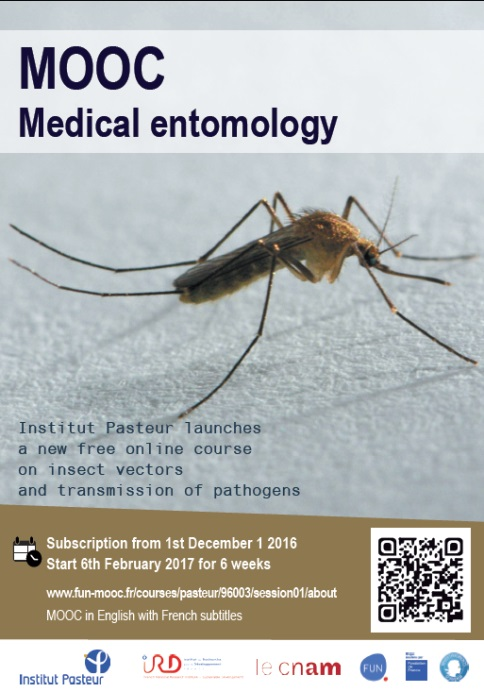 MOOC
Medical entomology
Institut Pasteur launches
a new free online course
on insect vectors
and transmission of pathogens
Subscription from 1st December 1 2016
Start 6th February 2017 for 6 weeks
www.fun-mooc.fr/courses/pasteur/96003/session01/about
MOOC in English with French subtitles
Institut Pasteur
IRD
le cnam
FUN